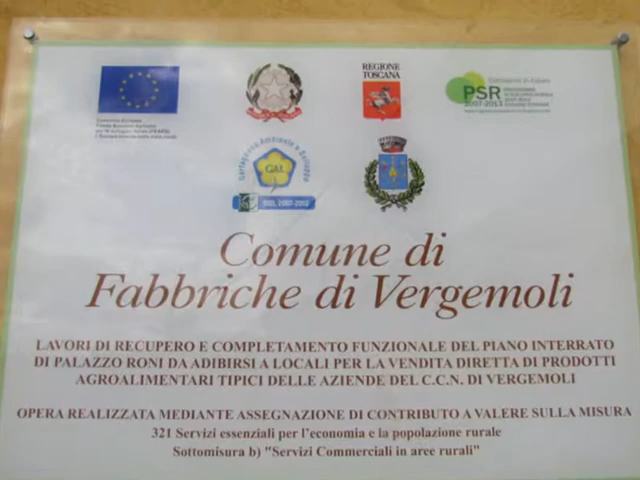 REGIONE
TOSCANA
PSR
2007-2013
Garfagnana Ambiente e Sviluppo
GAL
Comune di
Fabbriche di Vergemoli
LAVORI DI RECUPERO E COMPLETAMENTO FUNZIONALE DEL PIANO INTERRATO
DI PALAZZO RONI DA ADIBIRSI A LOCALI PER LA VENDITA DIRETTA DI PRODOTTI
AGROALIMENTARI TIPICI DELLE AZIENDE DEL C.C.N. DI VERGEMOLI
OPERA REALIZZATA MEDIANTE ASSEGNAZIONE DI CONTRIBUTO A VALERE SULLA MISURA
321 Servizi essenziali per l'economia e la popolazione rurale
Sottomisura b) "Servizi Commerciali in aree rurali"